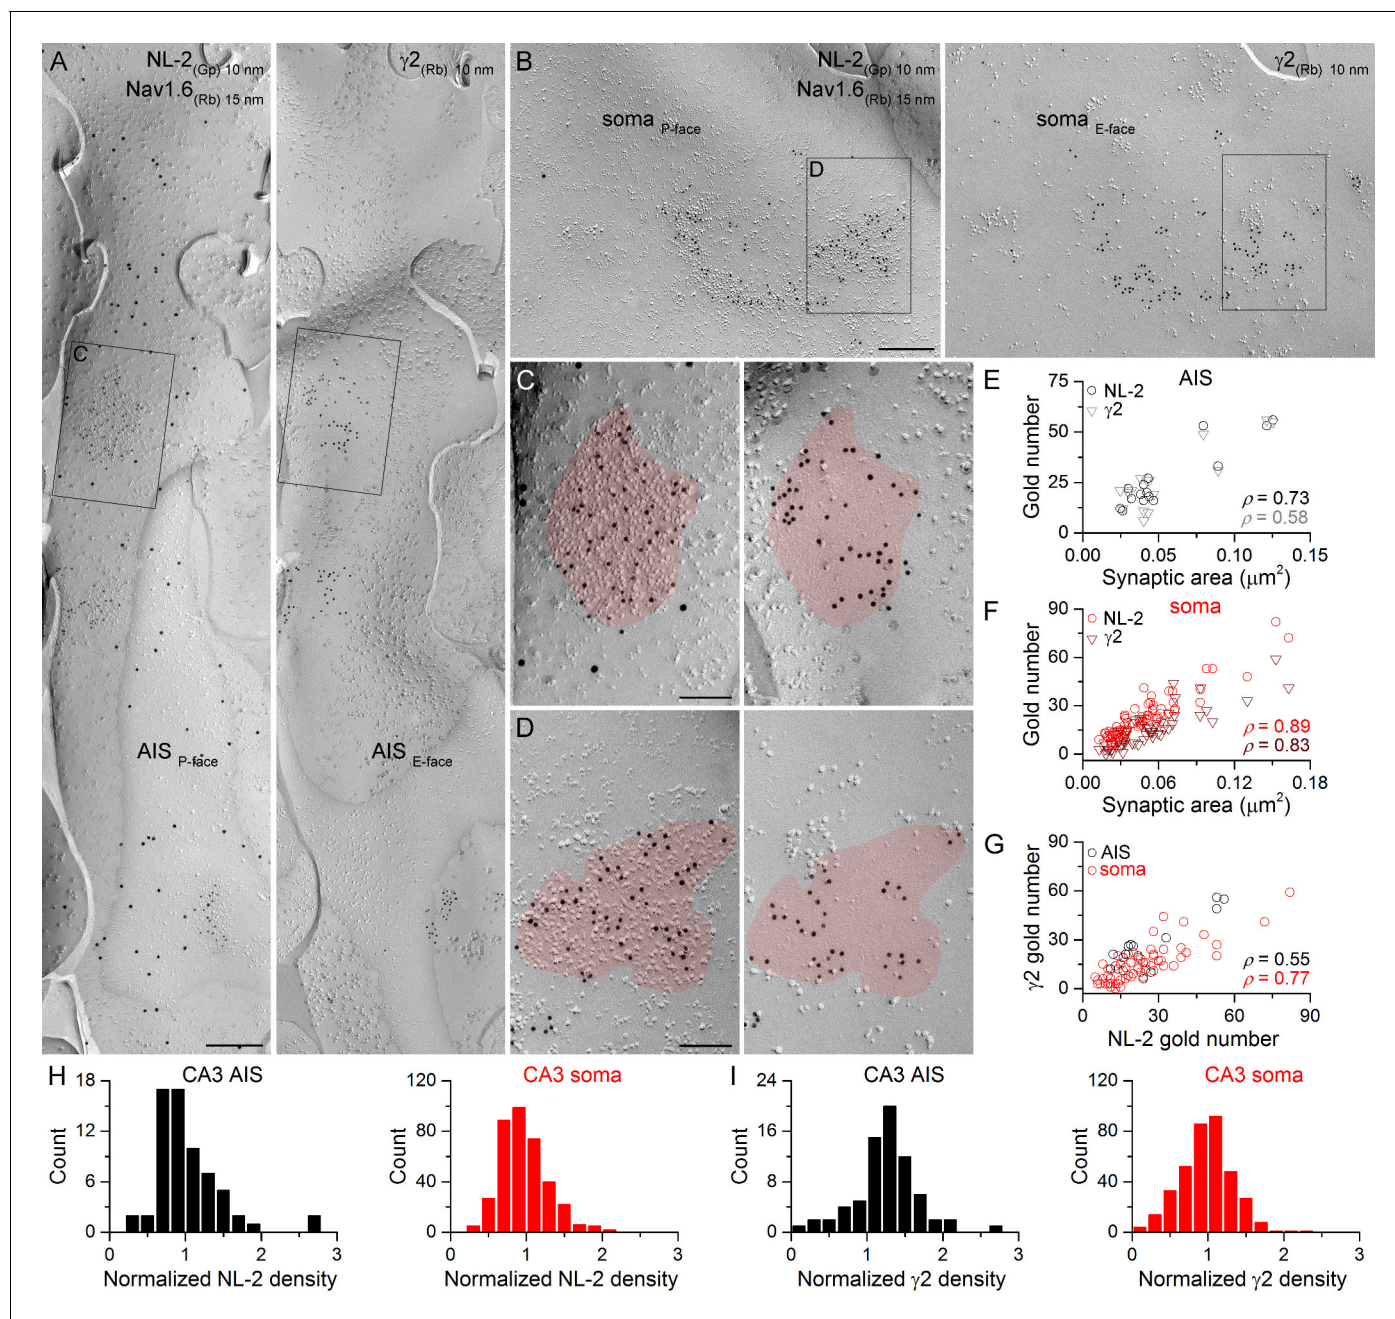 A
NL-2(Gp) 10 nm
Nav1.6(Rb) 15 nm
γ2(Rb) 10 nm
C
AIS P-face
AIS E-face
B
NL-2(Gp) 10 nm
Nav1.6(Rb) 15 nm
soma P-face
D
γ2(Rb) 10 nm
soma E-face
C
D
E
AIS
NL-2
γ2
75
50
25
0
Gold number
ρ = 0.73
ρ = 0.58
0.00 0.05 0.10 0.15
Synaptic area (μm²)
F
soma
NL-2
γ2
90
60
30
0
Gold number
ρ = 0.89
ρ = 0.83
0.00 0.06 0.12 0.18
Synaptic area (μm²)
G
AIS
soma
90
60
30
0
γ2 gold number
ρ = 0.55
ρ = 0.77
30 60 90
NL-2 gold number
H
CA3 AIS
18
12
6
0
Count
0 1 2 3
Normalized NL-2 density
CA3 soma
120
80
40
0
Count
0 1 2 3
Normalized NL-2 density
I
CA3 AIS
24
16
8
0
Count
0 1 2 3
Normalized γ2 density
CA3 soma
120
80
40
0
Count
0 1 2 3
Normalized γ2 density